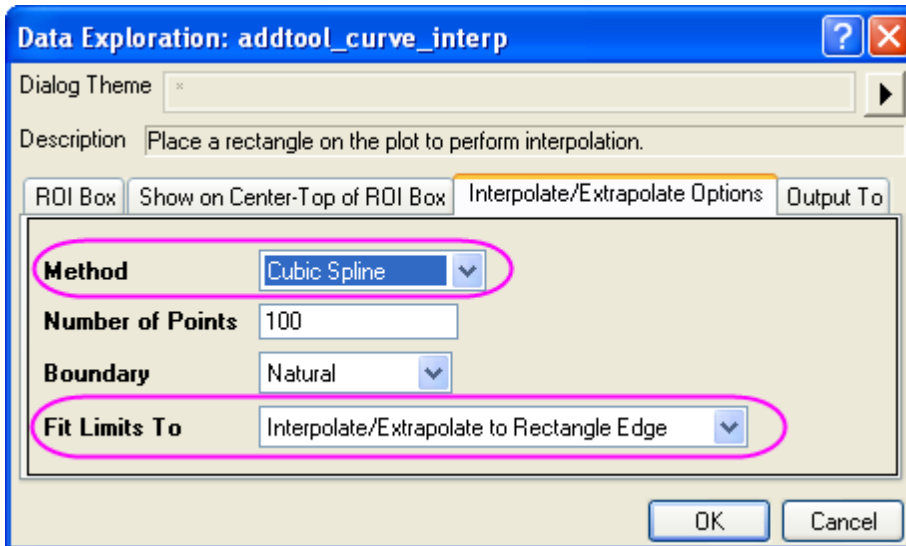 Data Exploration: addtool_curve_interp
Dialog Theme *
Description Place a rectangle on the plot to perform interpolation.
ROI Box Show on Center-Top of ROI Box Interpolate/Extrapolate Options Output To
Method Cubic Spline
Number of Points 100
Boundary Natural
Fit Limits To Interpolate/Extrapolate to Rectangle Edge
OK Cancel